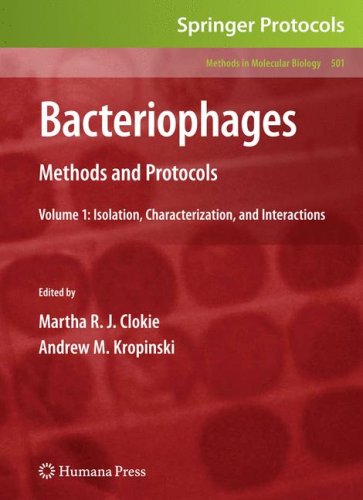 Springer Protocols
Methods in Molecular Biology 501
Bacteriophages
Methods and Protocols
Volume 1: Isolation, Characterization, and Interactions
Edited by
Martha R. J. Clokie
Andrew M. Kropinski
Humana Press